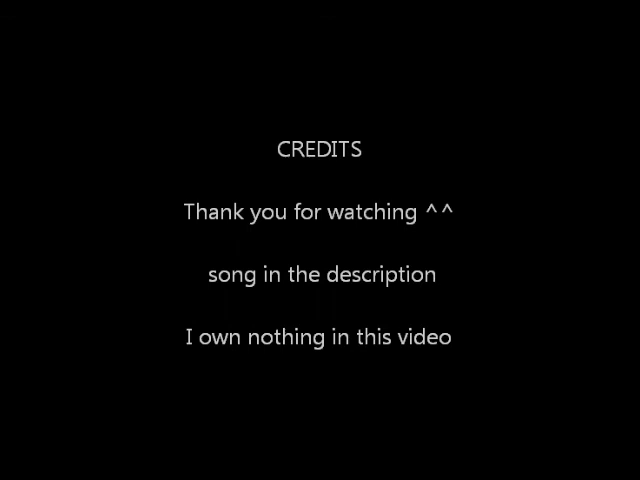 CREDITS
Thank you for watching ^^
song in the description
I own nothing in this video